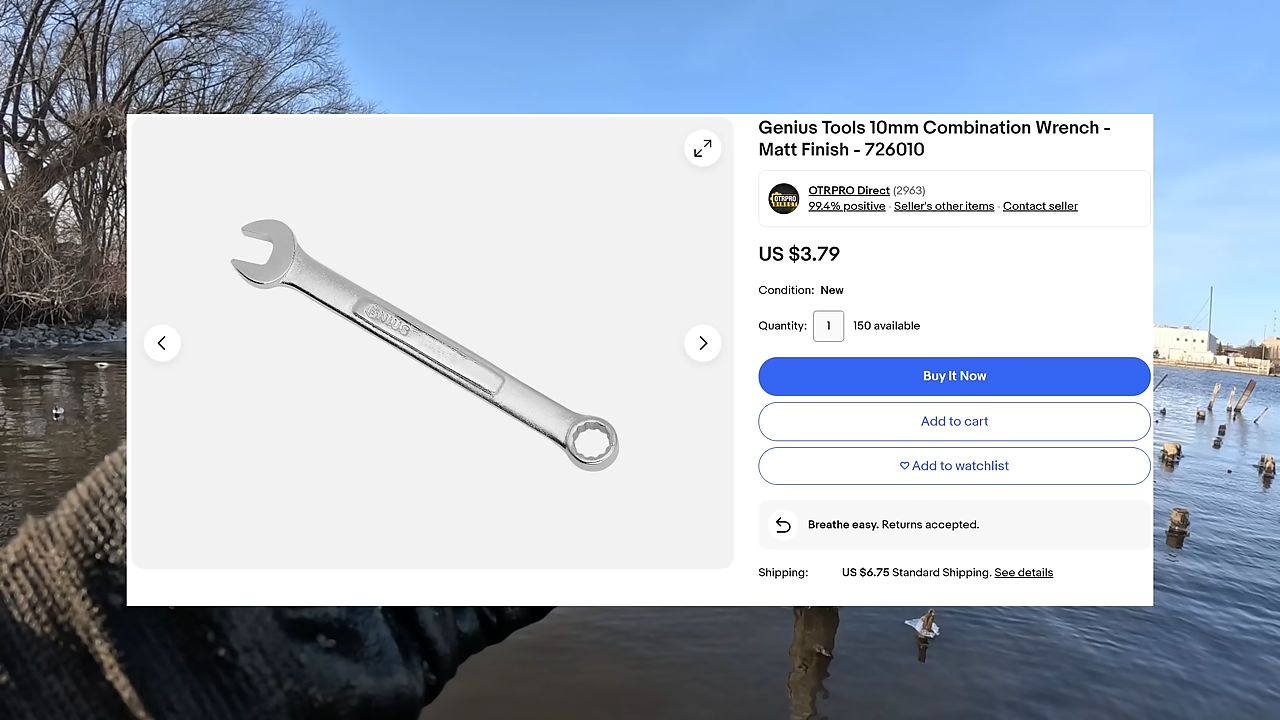 Genius Tools 10mm Combination Wrench -
Matt Finish - 726010
OTRPRO
OTRPRO Direct (2963)
99.4% positive · Seller's other items · Contact seller
US $3.79
Condition: New
Quantity: 1 150 available
Buy It Now
Add to cart
Add to watchlist
Breathe easy. Returns accepted.
Shipping: US $6.75 Standard Shipping. See details